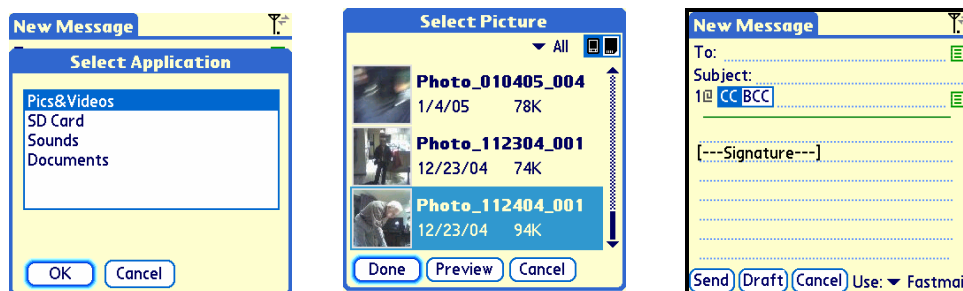 New Message
Select Application
Pics&Videos
SD Card
Sounds
Documents
OK Cancel
Select Picture
All
Photo_010405_004
1/4/05 78K
Photo_112304_001
12/23/04 74K
Photo_112404_001
12/23/04 94K
Done Preview Cancel
New Message
To:
Subject:
1@ CC BCC
[---Signature---]
Send Draft Cancel Use: Fastmai